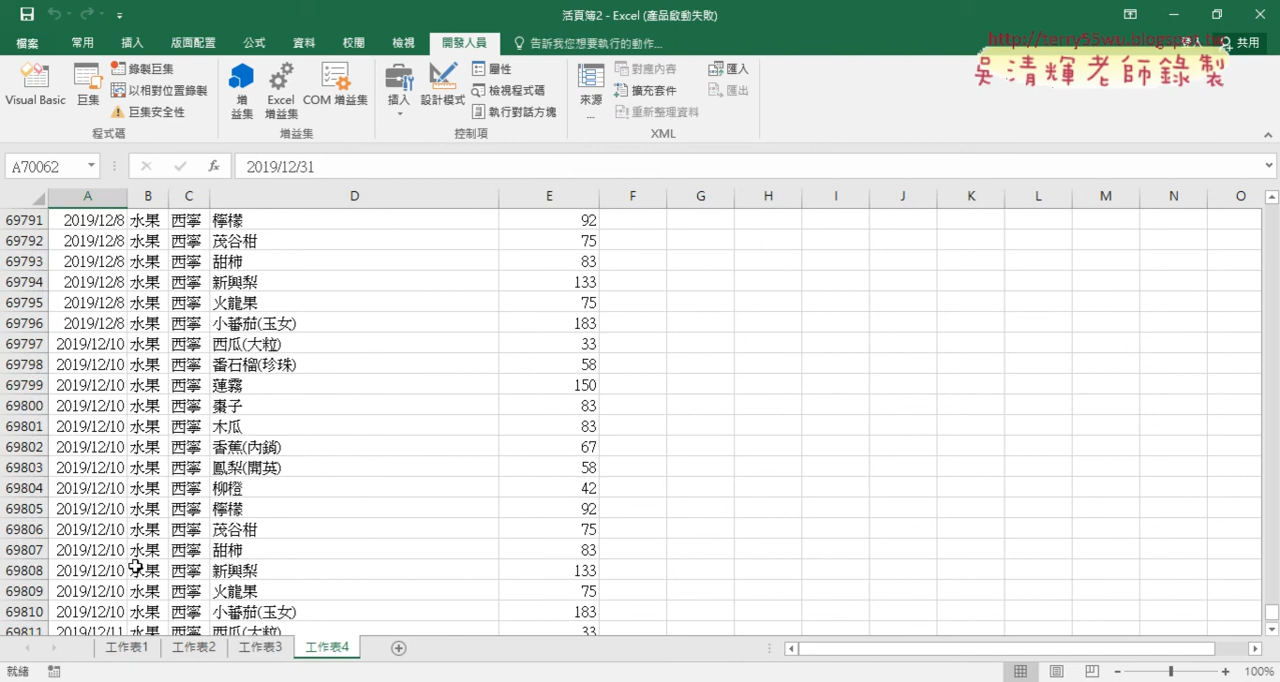 活頁簿2 - Excel (產品啟動失敗)
http://terry55wu.blogspot.tw
吳清輝老師錄製
檔案 常用 插入 版面配置 公式 資料 校閱 檢視 開發人員 告訴我您想要執行的動作... 共用
Visual Basic 巨集 錄製巨集 以相對位置錄製 巨集安全性 程式碼
增益集 Excel 增益集 COM 增益集 增益集
插入 設計模式 屬性 檢視程式碼 執行對話方塊 控制項
來源... 對應內容 擴充套件 重新整理資料 匯入 匯出 XML
A70062 fx 2019/12/31
A B C D E F G H I J K L M N O
69791 2019/12/8 水果 西寧 檸檬 92
69792 2019/12/8 水果 西寧 茂谷柑 75
69793 2019/12/8 水果 西寧 甜柿 83
69794 2019/12/8 水果 西寧 新興梨 133
69795 2019/12/8 水果 西寧 火龍果 75
69796 2019/12/8 水果 西寧 小蕃茄(玉女) 183
69797 2019/12/10 水果 西寧 西瓜(大粒) 33
69798 2019/12/10 水果 西寧 番石榴(珍珠) 58
69799 2019/12/10 水果 西寧 蓮霧 150
69800 2019/12/10 水果 西寧 棗子 83
69801 2019/12/10 水果 西寧 木瓜 83
69802 2019/12/10 水果 西寧 香蕉(內銷) 67
69803 2019/12/10 水果 西寧 鳳梨(開英) 58
69804 2019/12/10 水果 西寧 柳橙 42
69805 2019/12/10 水果 西寧 檸檬 92
69806 2019/12/10 水果 西寧 茂谷柑 75
69807 2019/12/10 水果 西寧 甜柿 83
69808 2019/12/10 水果 西寧 新興梨 133
69809 2019/12/10 水果 西寧 火龍果 75
69810 2019/12/10 水果 西寧 小蕃茄(玉女) 183
69811 2019/12/11 水果 西寧 西瓜(大粒) 33
工作表1 工作表2 工作表3 工作表4
就緒 100%